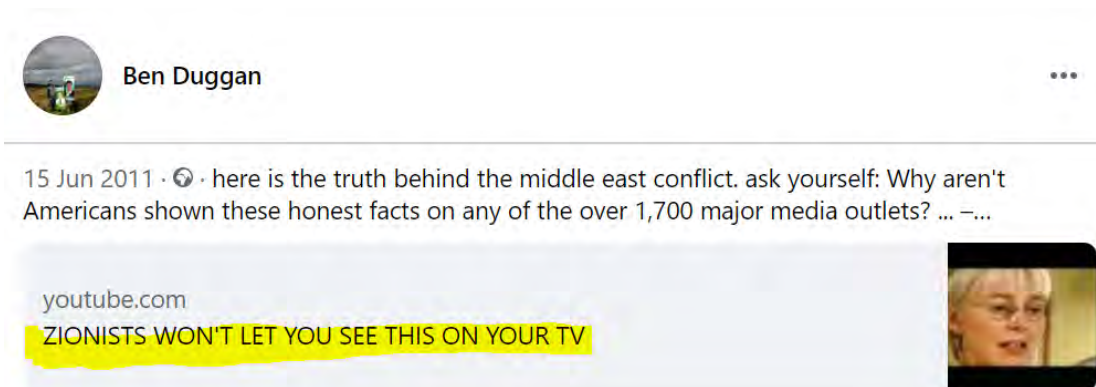 Ben Duggan
15 Jun 2011 · · here is the truth behind the middle east conflict. ask yourself: Why aren't
Americans shown these honest facts on any of the over 1,700 major media outlets? ... –...
youtube.com
ZIONISTS WON'T LET YOU SEE THIS ON YOUR TV